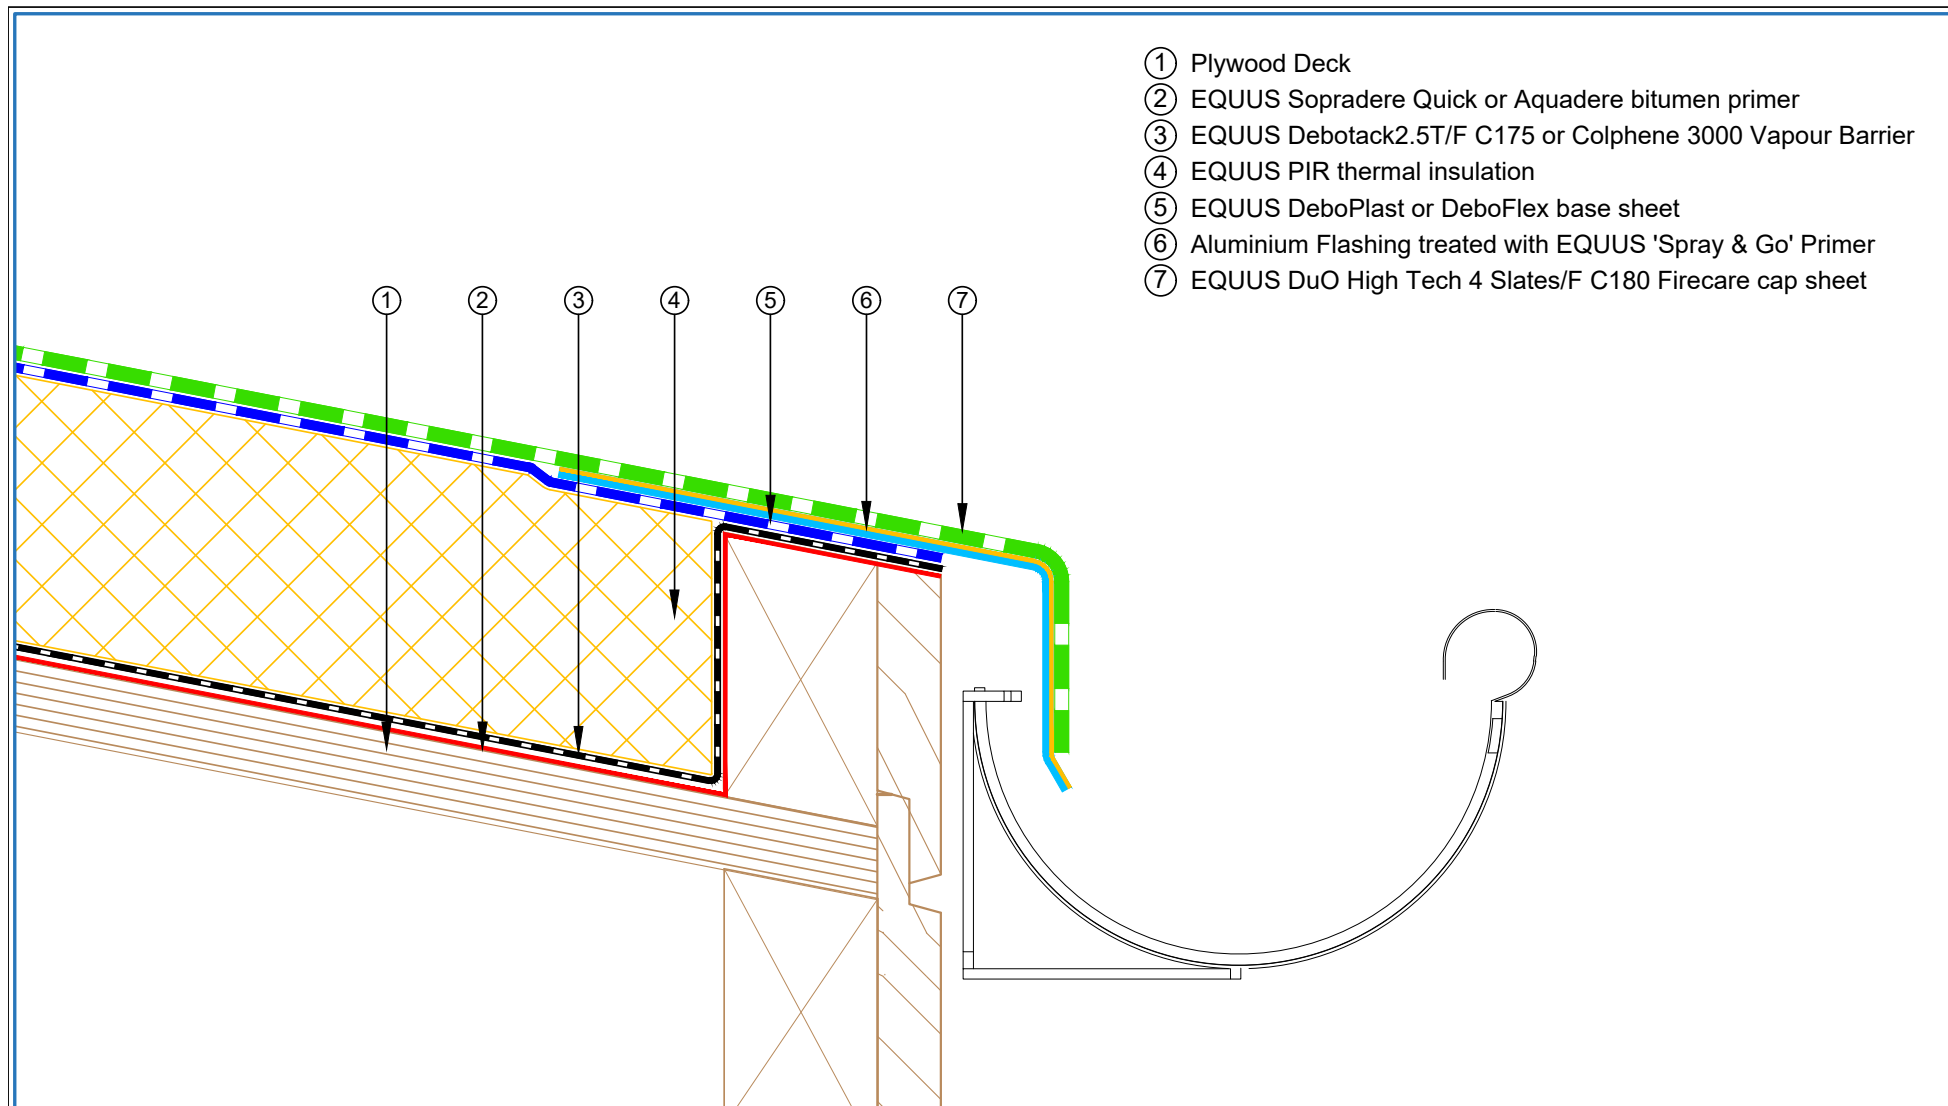 ① Plywood Deck
② EQUUS Sopradere Quick or Aquadere bitumen primer
③ EQUUS Debotack2.5T/F C175 or Colphene 3000 Vapour Barrier
④ EQUUS PIR thermal insulation
⑤ EQUUS DeboPlast or DeboFlex base sheet
⑥ Aluminium Flashing treated with EQUUS 'Spray & Go' Primer
⑦ EQUUS DuO High Tech 4 Slates/F C180 Firecare cap sheet
① ② ③ ④ ⑤ ⑥ ⑦